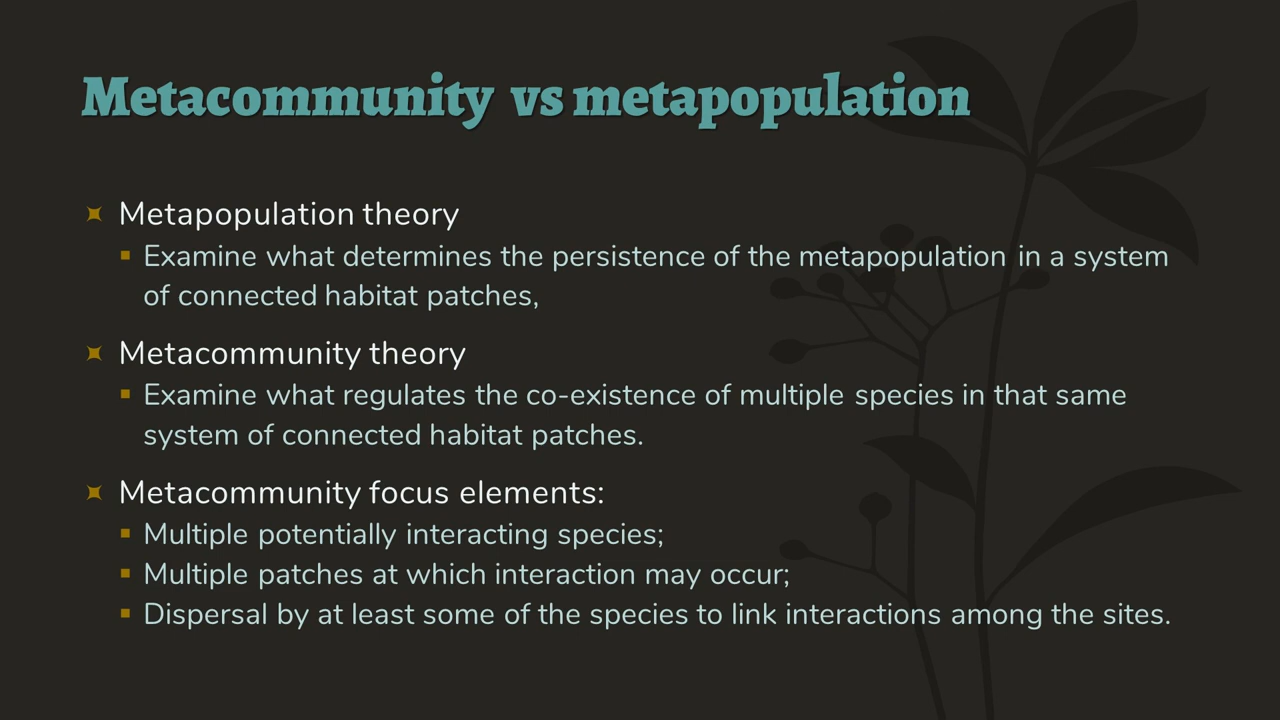 Metacommunity vs metapopulation
Metapopulation theory
Examine what determines the persistence of the metapopulation in a system
of connected habitat patches,
Metacommunity theory
Examine what regulates the co-existence of multiple species in that same
system of connected habitat patches.
Metacommunity focus elements:
Multiple potentially interacting species;
Multiple patches at which interaction may occur;
Dispersal by at least some of the species to link interactions among the sites.